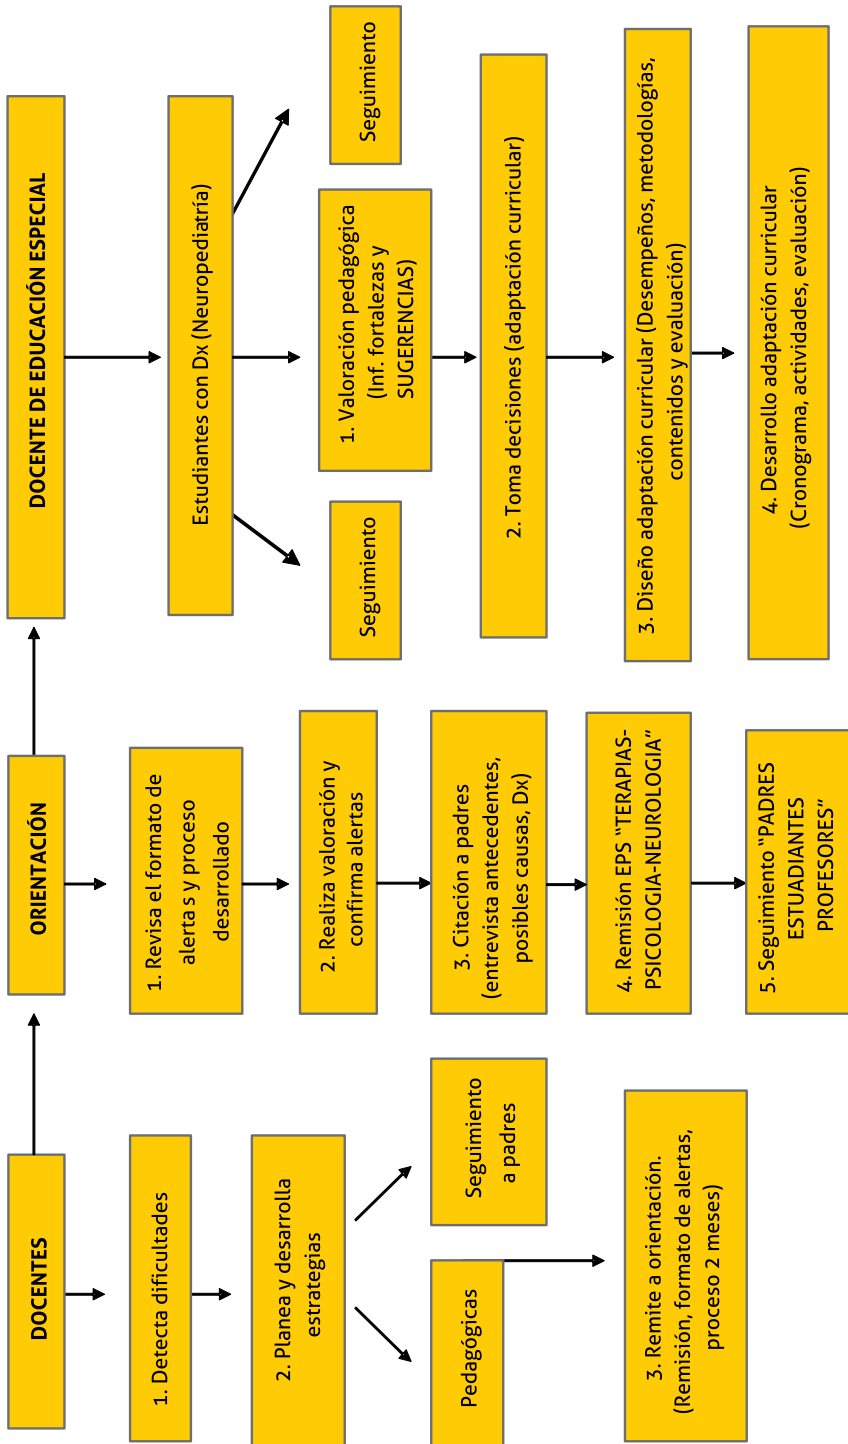 DOCENTES
1. Detecta dificultades
2. Planea y desarrolla
estrategias
Pedagógicas
Seguimiento
a padres
3. Remite a orientación.
(Remisión, formato de alertas,
proceso 2 meses)
ORIENTACIÓN
1. Revisa el formato de
alerta s y proceso
desarrollado
2. Realiza valoración y
confirma alertas
3. Citación a padres
(entrevista antecedentes,
posibles causas, Dx)
4. Remisión EPS "TERAPIAS-
PSICOLOGIA-NEUROLOGIA"
5. Seguimiento "PADRES
ESTUADIANTES
PROFESORES"
DOCENTE DE EDUCACIÓN ESPECIAL
Estudiantes con Dx (Neuropediatría)
Seguimiento
1. Valoración pedagógica
(Inf. fortalezas y
SUGERENCIAS)
Seguimiento
2. Toma decisiones (adaptación curricular)
3. Diseño adaptación curricular (Desempeños, metodologías,
contenidos y evaluación)
4. Desarrollo adaptación curricular
(Cronograma, actividades, evaluación)